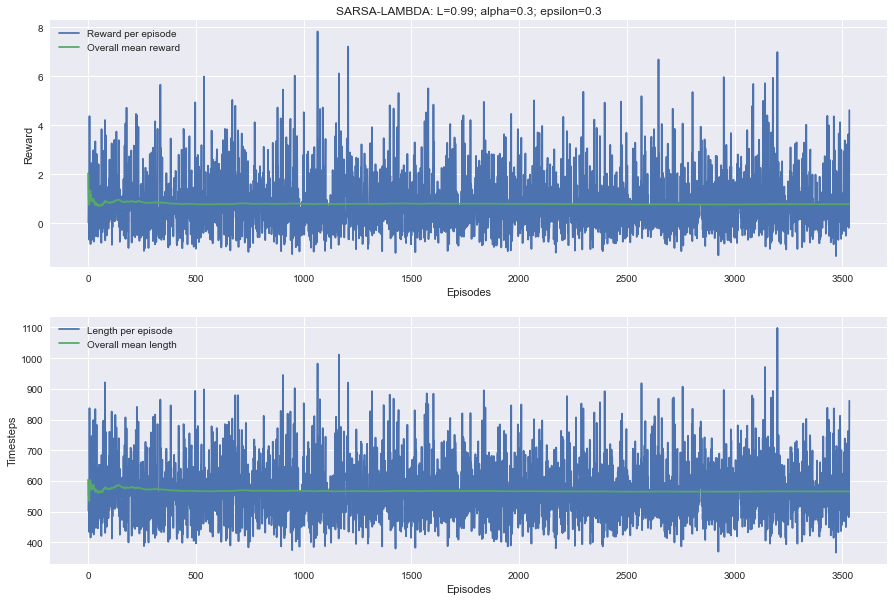 SARSA-LAMBDA: L=0.99; alpha=0.3; epsilon=0.3
Reward per episode
Overall mean reward
8
6
4
2
0
Reward
0 500 1000 1500 2000 2500 3000 3500
Episodes
Length per episode
Overall mean length
1100
1000
900
800
700
600
500
400
Timesteps
0 500 1000 1500 2000 2500 3000 3500
Episodes